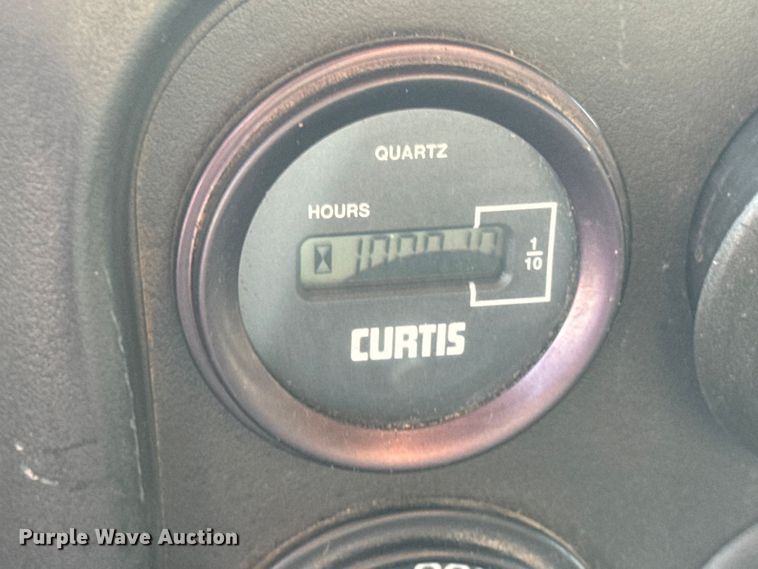 QUARTZ
HOURS
1
10
CURTIS
Purple Wave Auction®